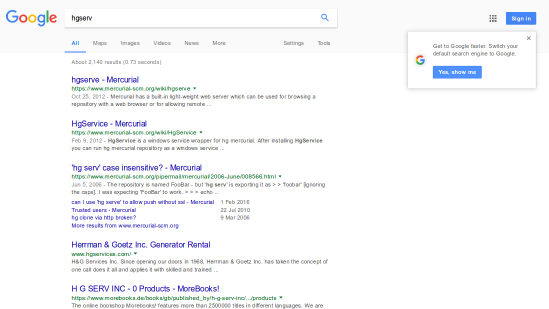 Google
hgserv
Sign in
All Maps Images Videos News More Settings Tools
Get to Google faster. Switch your
default search engine to Google.
Yes, show me
About 2,140 results (0.73 seconds)
hgserve - Mercurial
https://www.mercurial-scm.org/wiki/hgserve
Oct 25, 2012 - Mercurial has a built-in light-weight web server which can be used for browsing a
repository with a web browser or for allowing remote ...
HgService - Mercurial
https://www.mercurial-scm.org/wiki/HgService
Feb 9, 2012 - HgService is a windows service wrapper for hg mercurial. After installing HgService
you can run hg mercurial repository as a windows service ...
'hg serv' case insensitive? - Mercurial
https://www.mercurial-scm.org/pipermail/mercurial/2006-June/008566.html
Jun 5, 2006 - The repository is named FooBar - but 'hg serv' is exporting it as > > 'foobar' [ignoring
the caps]. I was expecting 'FooBar' to work. > > > echo ...
can I use 'hg serve' to allow push without ssl - Mercurial 1 Feb 2016
Trusted users - Mercurial 22 Jul 2010
hg clone via http broken? 9 Mar 2006
More results from www.mercurial-scm.org
Herrman & Goetz Inc. Generator Rental
www.hgservices.com/
H&G Services Inc. Since opening our doors in 1968, Herrman & Goetz Inc. has taken the concept of
one call does it all and applies it with skilled and trained ...
H G SERV INC - 0 Products - MoreBooks!
https://www.morebooks.de/books/gb/published_by/h-g-serv-inc/.../products
The online bookshop Morebooks! features more than 2500000 titles in different languages. We are